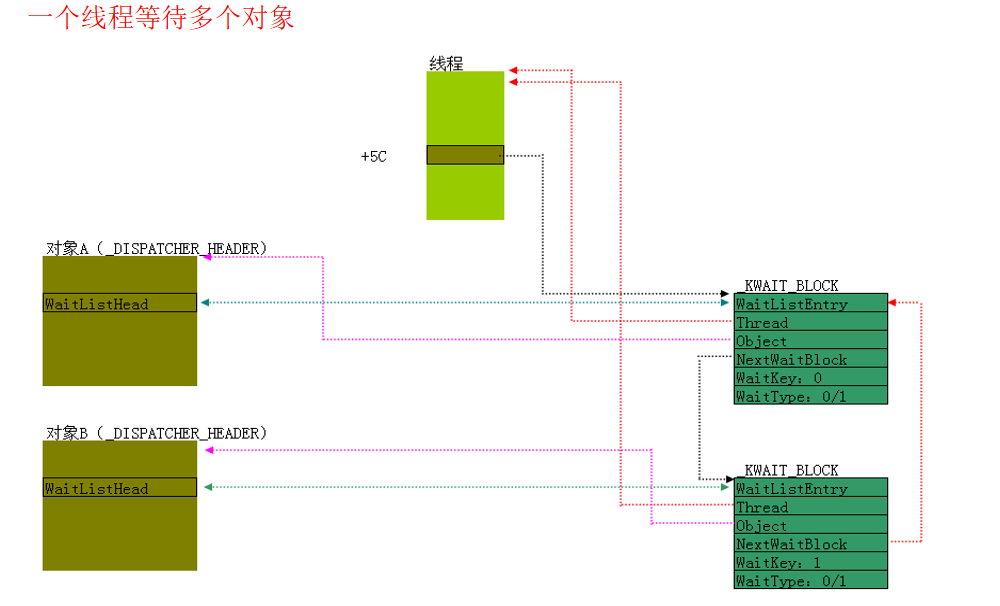 一个线程等待多个对象
线程
+5C
对象A（_DISPATCHER_HEADER）
WaitListHead
_KWAIT_BLOCK
WaitListEntry
Thread
Object
NextWaitBlock
WaitKey：0
WaitType：0/1
对象B（_DISPATCHER_HEADER）
WaitListHead
_KWAIT_BLOCK
WaitListEntry
Thread
Object
NextWaitBlock
WaitKey：1
WaitType：0/1